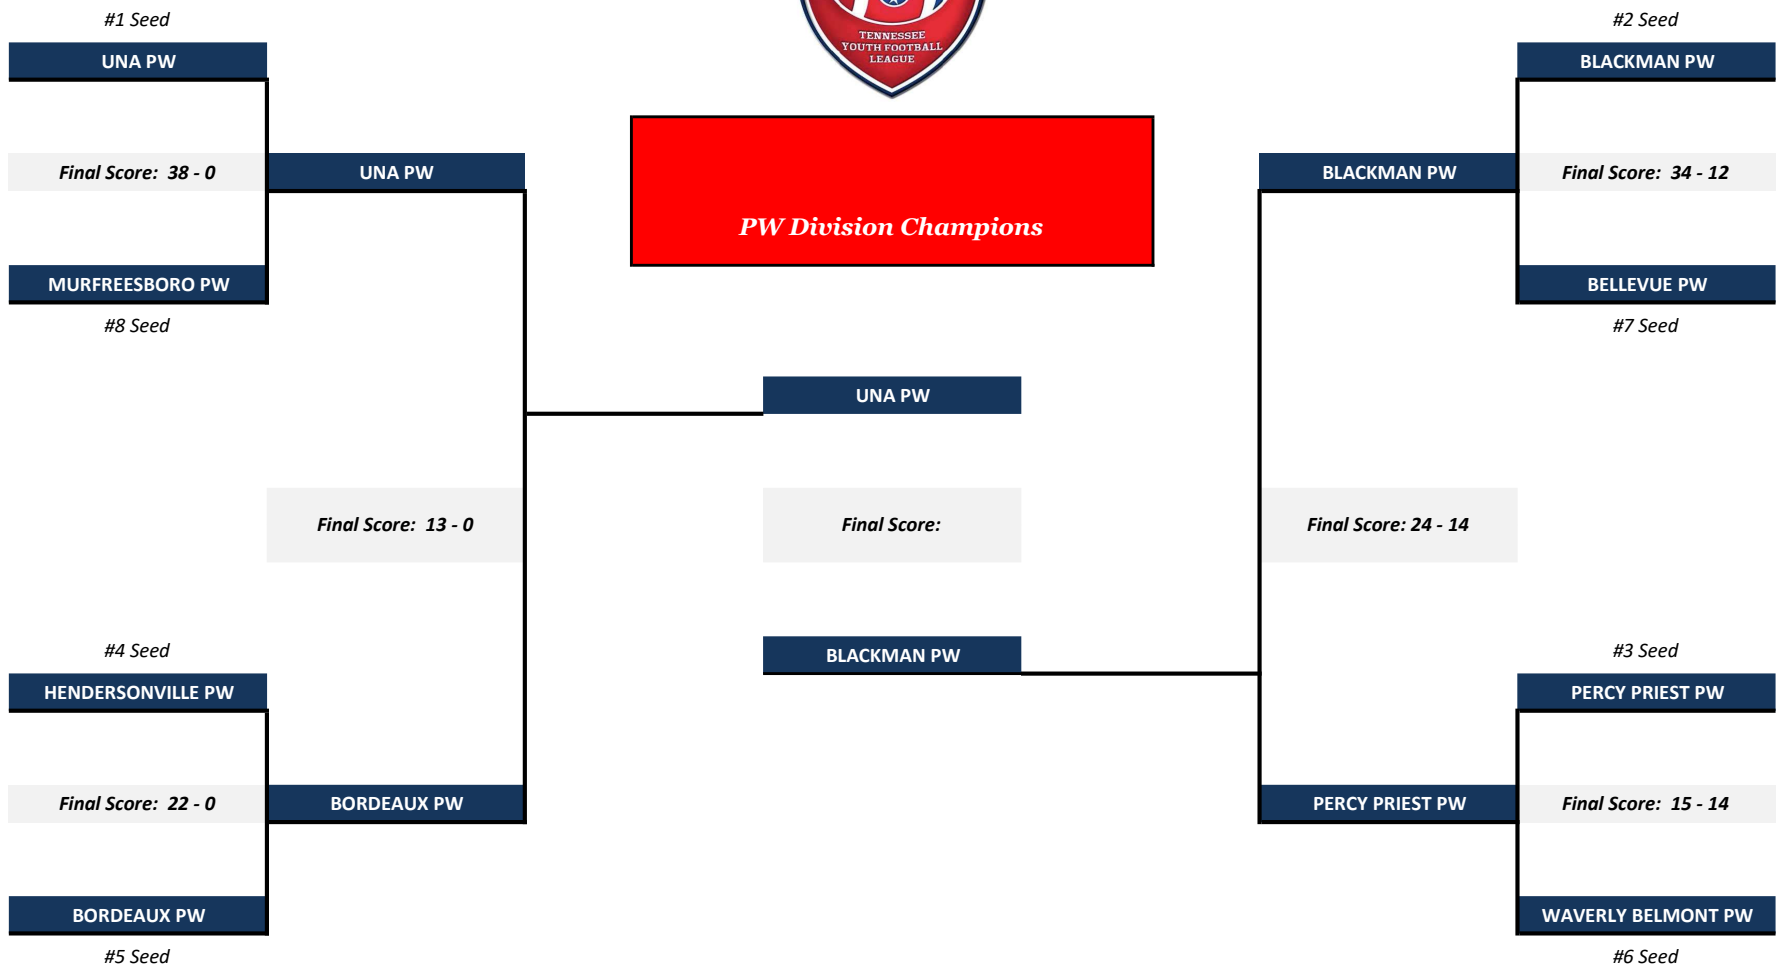 #1 Seed
#2 Seed
TENNESSEE
YOUTH FOOTBALL
LEAGUE
UNA PW
BLACKMAN PW
Final Score: 38 - 0
UNA PW
BLACKMAN PW
Final Score: 34 - 12
PW Division Champions
MURFREESBORO PW
BELLEVUE PW
#8 Seed
#7 Seed
UNA PW
Final Score: 13 - 0
Final Score:
Final Score: 24 - 14
#4 Seed
BLACKMAN PW
#3 Seed
HENDERSONVILLE PW
PERCY PRIEST PW
Final Score: 22 - 0
BORDEAUX PW
PERCY PRIEST PW
Final Score: 15 - 14
BORDEAUX PW
WAVERLY BELMONT PW
#5 Seed
#6 Seed